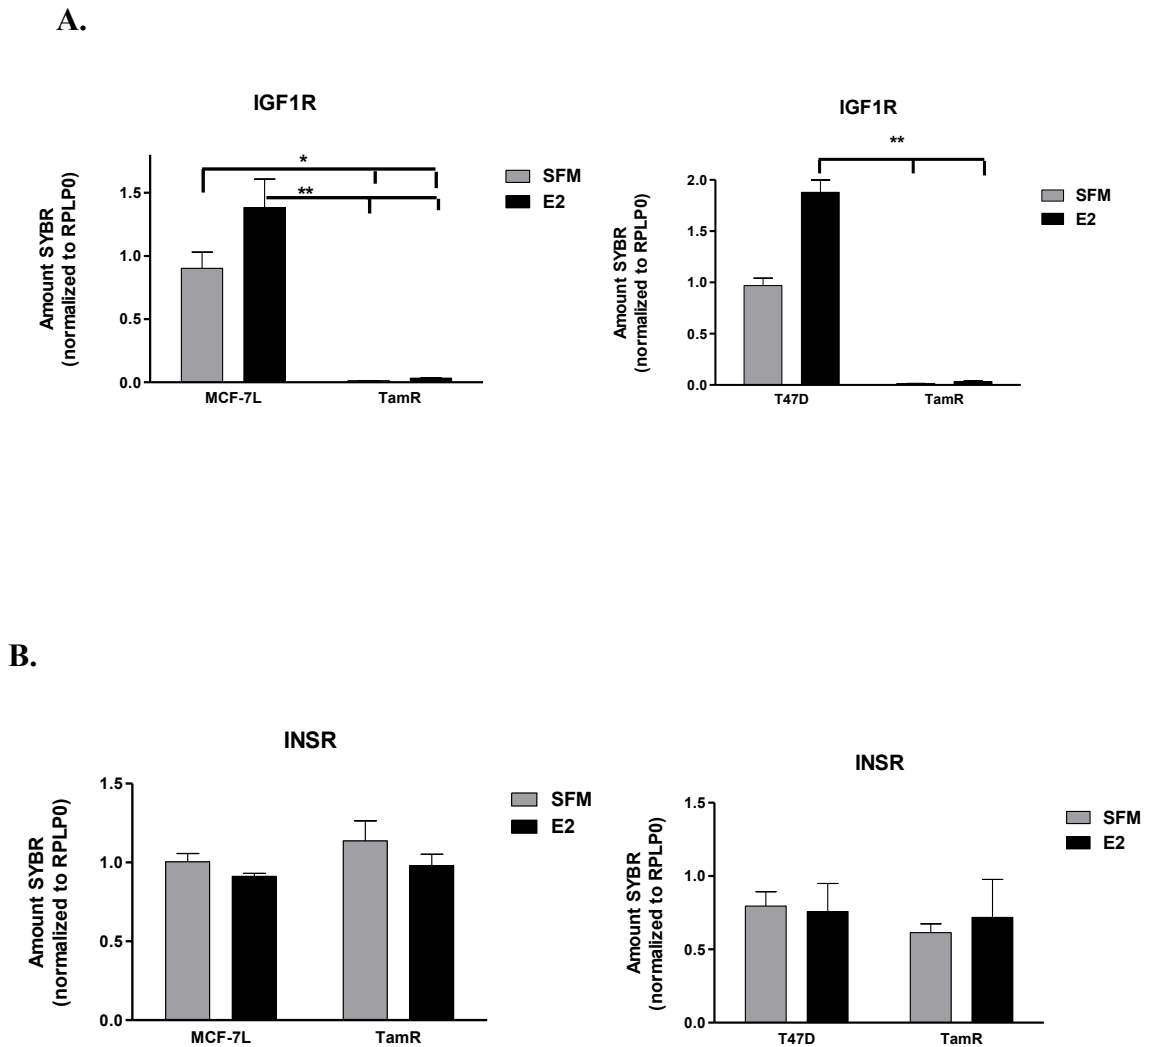 A.
IGF1R
Amount SYBR
(normalized to RPLP0)
1.5
1.0
0.5
0.0
*
**
MCF-7L
TamR
SFM
E2
IGF1R
Amount SYBR
(normalized to RPLP0)
2.0
1.5
1.0
0.5
0.0
**
T47D
TamR
SFM
E2
B.
INSR
Amount SYBR
(normalized to RPLP0)
1.5
1.0
0.5
0.0
MCF-7L
TamR
SFM
E2
INSR
Amount SYBR
(normalized to RPLP0)
1.5
1.0
0.5
0.0
T47D
TamR
SFM
E2